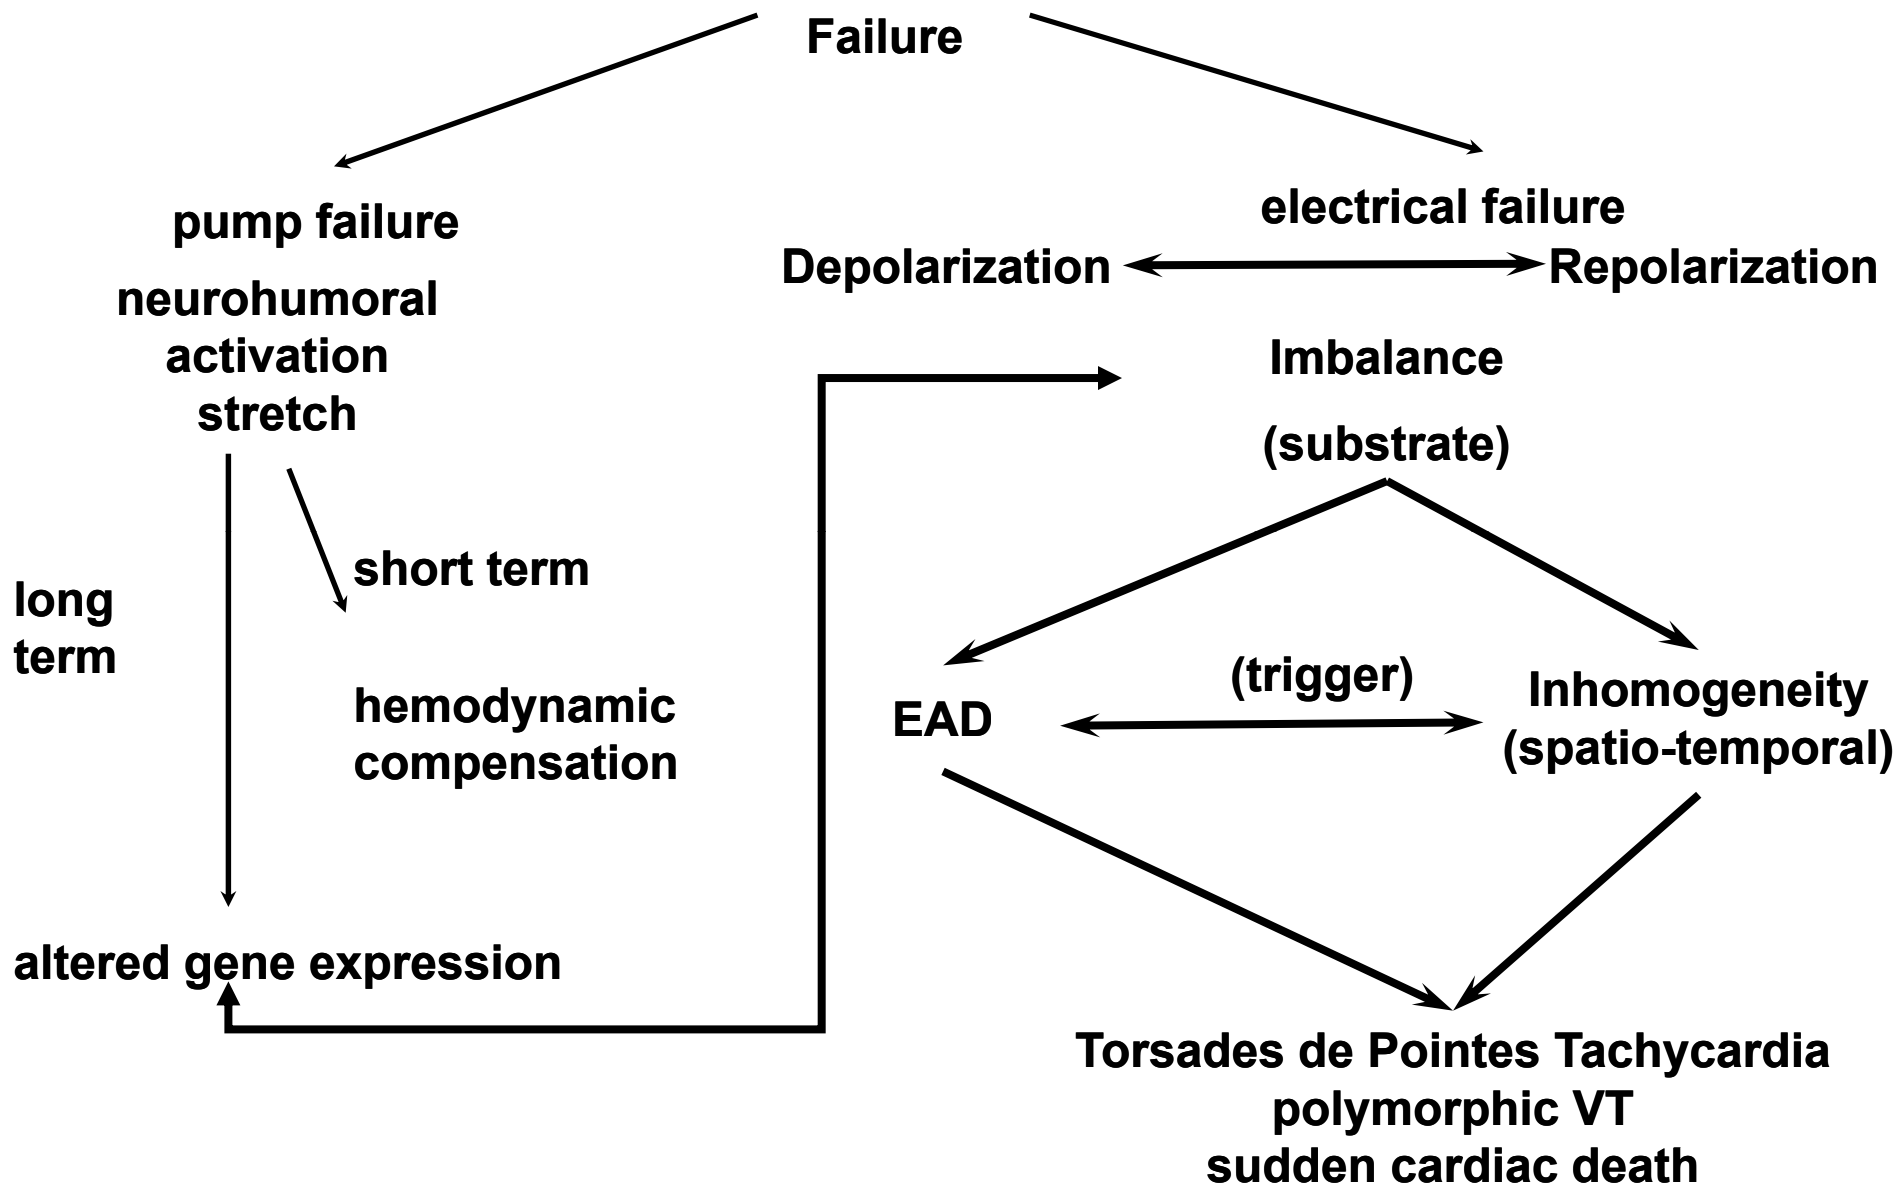 Failure
pump failure
neurohumoral
activation
stretch
long
term
short term
hemodynamic
compensation
altered gene expression
electrical failure
Depolarization
Repolarization
Imbalance
(substrate)
EAD
(trigger)
Inhomogeneity
(spatio-temporal)
Torsades de Pointes Tachycardia
polymorphic VT
sudden cardiac death